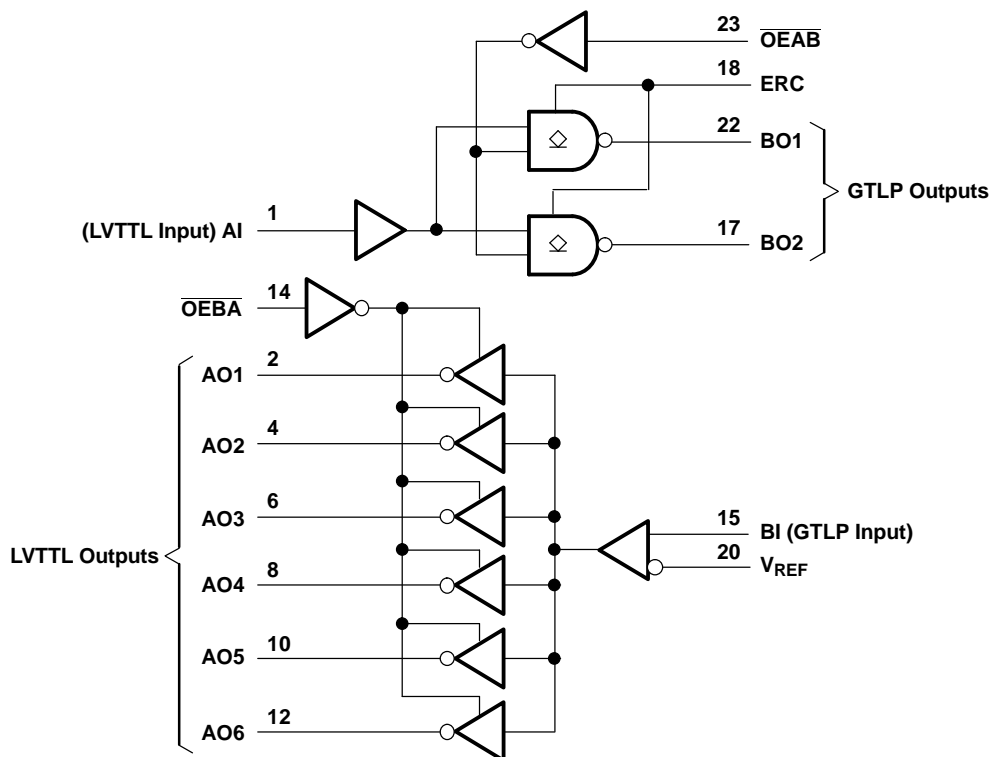 23 OEAB
18 ERC
22 BO1
GTLP Outputs
17 BO2
(LVTTL Input) AI 1
OEBA 14
AO1 2
AO2 4
AO3 6
15 BI (GTLP Input)
20 VREF
LVTTL Outputs
AO4 8
AO5 10
AO6 12